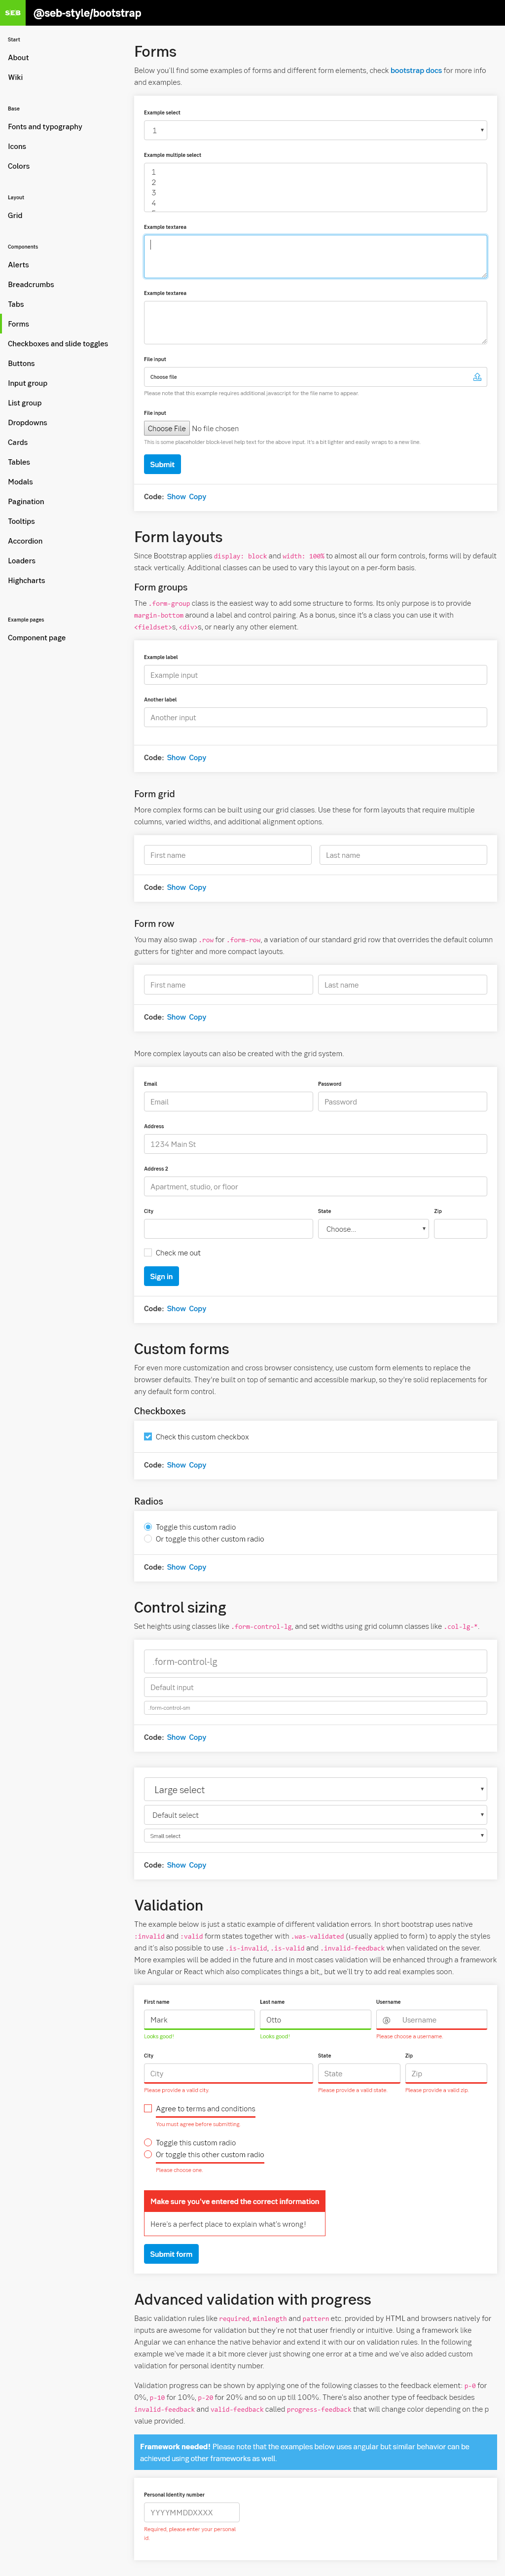 SEB
@seb-style/bootstrap
Start
About
Wiki
Base
Fonts and typography
Icons
Colors
Layout
Grid
Components
Alerts
Breadcrumbs
Tabs
Forms
Checkboxes and slide toggles
Buttons
Input group
List group
Dropdowns
Cards
Tables
Modals
Pagination
Tooltips
Accordion
Loaders
Highcharts
Example pages
Component page
Forms
Below you'll find some examples of forms and different form elements, check bootstrap docs for more info
and examples.
Example select
1
Example multiple select
1
2
3
4
Example textarea
Example textarea
File input
Choose file
Please note that this example requires additional javascript for the file name to appear.
File input
Choose File No file chosen
This is some placeholder block-level help text for the above input. It's a bit lighter and easily wraps to a new line.
Submit
Code: Show Copy
Form layouts
Since Bootstrap applies display: block and width: 100% to almost all our form controls, forms will by default
stack vertically. Additional classes can be used to vary this layout on a per-form basis.
Form groups
The .form-group class is the easiest way to add some structure to forms. Its only purpose is to provide
margin-bottom around a label and control pairing. As a bonus, since it's a class you can use it with
<fieldset>s, <div>s, or nearly any other element.
Example label
Example input
Another label
Another input
Code: Show Copy
Form grid
More complex forms can be built using our grid classes. Use these for form layouts that require multiple
columns, varied widths, and additional alignment options.
First name Last name
Code: Show Copy
Form row
You may also swap .row for .form-row, a variation of our standard grid row that overrides the default column
gutters for tighter and more compact layouts.
First name Last name
Code: Show Copy
More complex layouts can also be created with the grid system.
Email Password
Email Password
Address
1234 Main St
Address 2
Apartment, studio, or floor
City State Zip
Choose...
Check me out
Sign in
Code: Show Copy
Custom forms
For even more customization and cross browser consistency, use custom form elements to replace the
browser defaults. They're built on top of semantic and accessible markup, so they're solid replacements for
any default form control.
Checkboxes
Check this custom checkbox
Code: Show Copy
Radios
Toggle this custom radio
Or toggle this other custom radio
Code: Show Copy
Control sizing
Set heights using classes like .form-control-lg, and set widths using grid column classes like .col-lg-*.
.form-control-lg
Default input
.form-control-sm
Code: Show Copy
Large select
Default select
Small select
Code: Show Copy
Validation
The example below is just a static example of different validation errors. In short bootstrap uses native
:invalid and :valid form states together with .was-validated (usually applied to form) to apply the styles
and it's also possible to use .is-invalid, .is-valid and .invalid-feedback when validated on the sever.
More examples will be added in the future and in most cases validation will be enhanced through a framework
like Angular or React which also complicates things a bit,, but we'll try to add real examples soon.
First name Last name Username
Mark Otto @ Username
Looks good! Looks good! Please choose a username.
City State Zip
City State Zip
Please provide a valid city. Please provide a valid state. Please provide a valid zip.
Agree to terms and conditions
You must agree before submitting.
Toggle this custom radio
Or toggle this other custom radio
Please choose one.
Make sure you've entered the correct information
Here's a perfect place to explain what's wrong!
Submit form
Advanced validation with progress
Basic validation rules like required, minlength and pattern etc. provided by HTML and browsers natively for
inputs are awesome for validation but they're not that user friendly or intuitive. Using a framework like
Angular we can enhance the native behavior and extend it with our on validation rules. In the following
example we've made it a bit more clever just showing one error at a time and we've also added custom
validation for personal identity number.
Validation progress can be shown by applying one of the following classes to the feedback element: p-0 for
0%, p-10 for 10%, p-20 for 20% and so on up till 100%. There's also another type of feedback besides
invalid-feedback and valid-feedback called progress-feedback that will change color depending on the p
value provided.
Framework needed! Please note that the examples below uses angular but similar behavior can be
achieved using other frameworks as well.
Personal Identity number
YYYYMMDDXXXX
Required, please enter your personal
id.